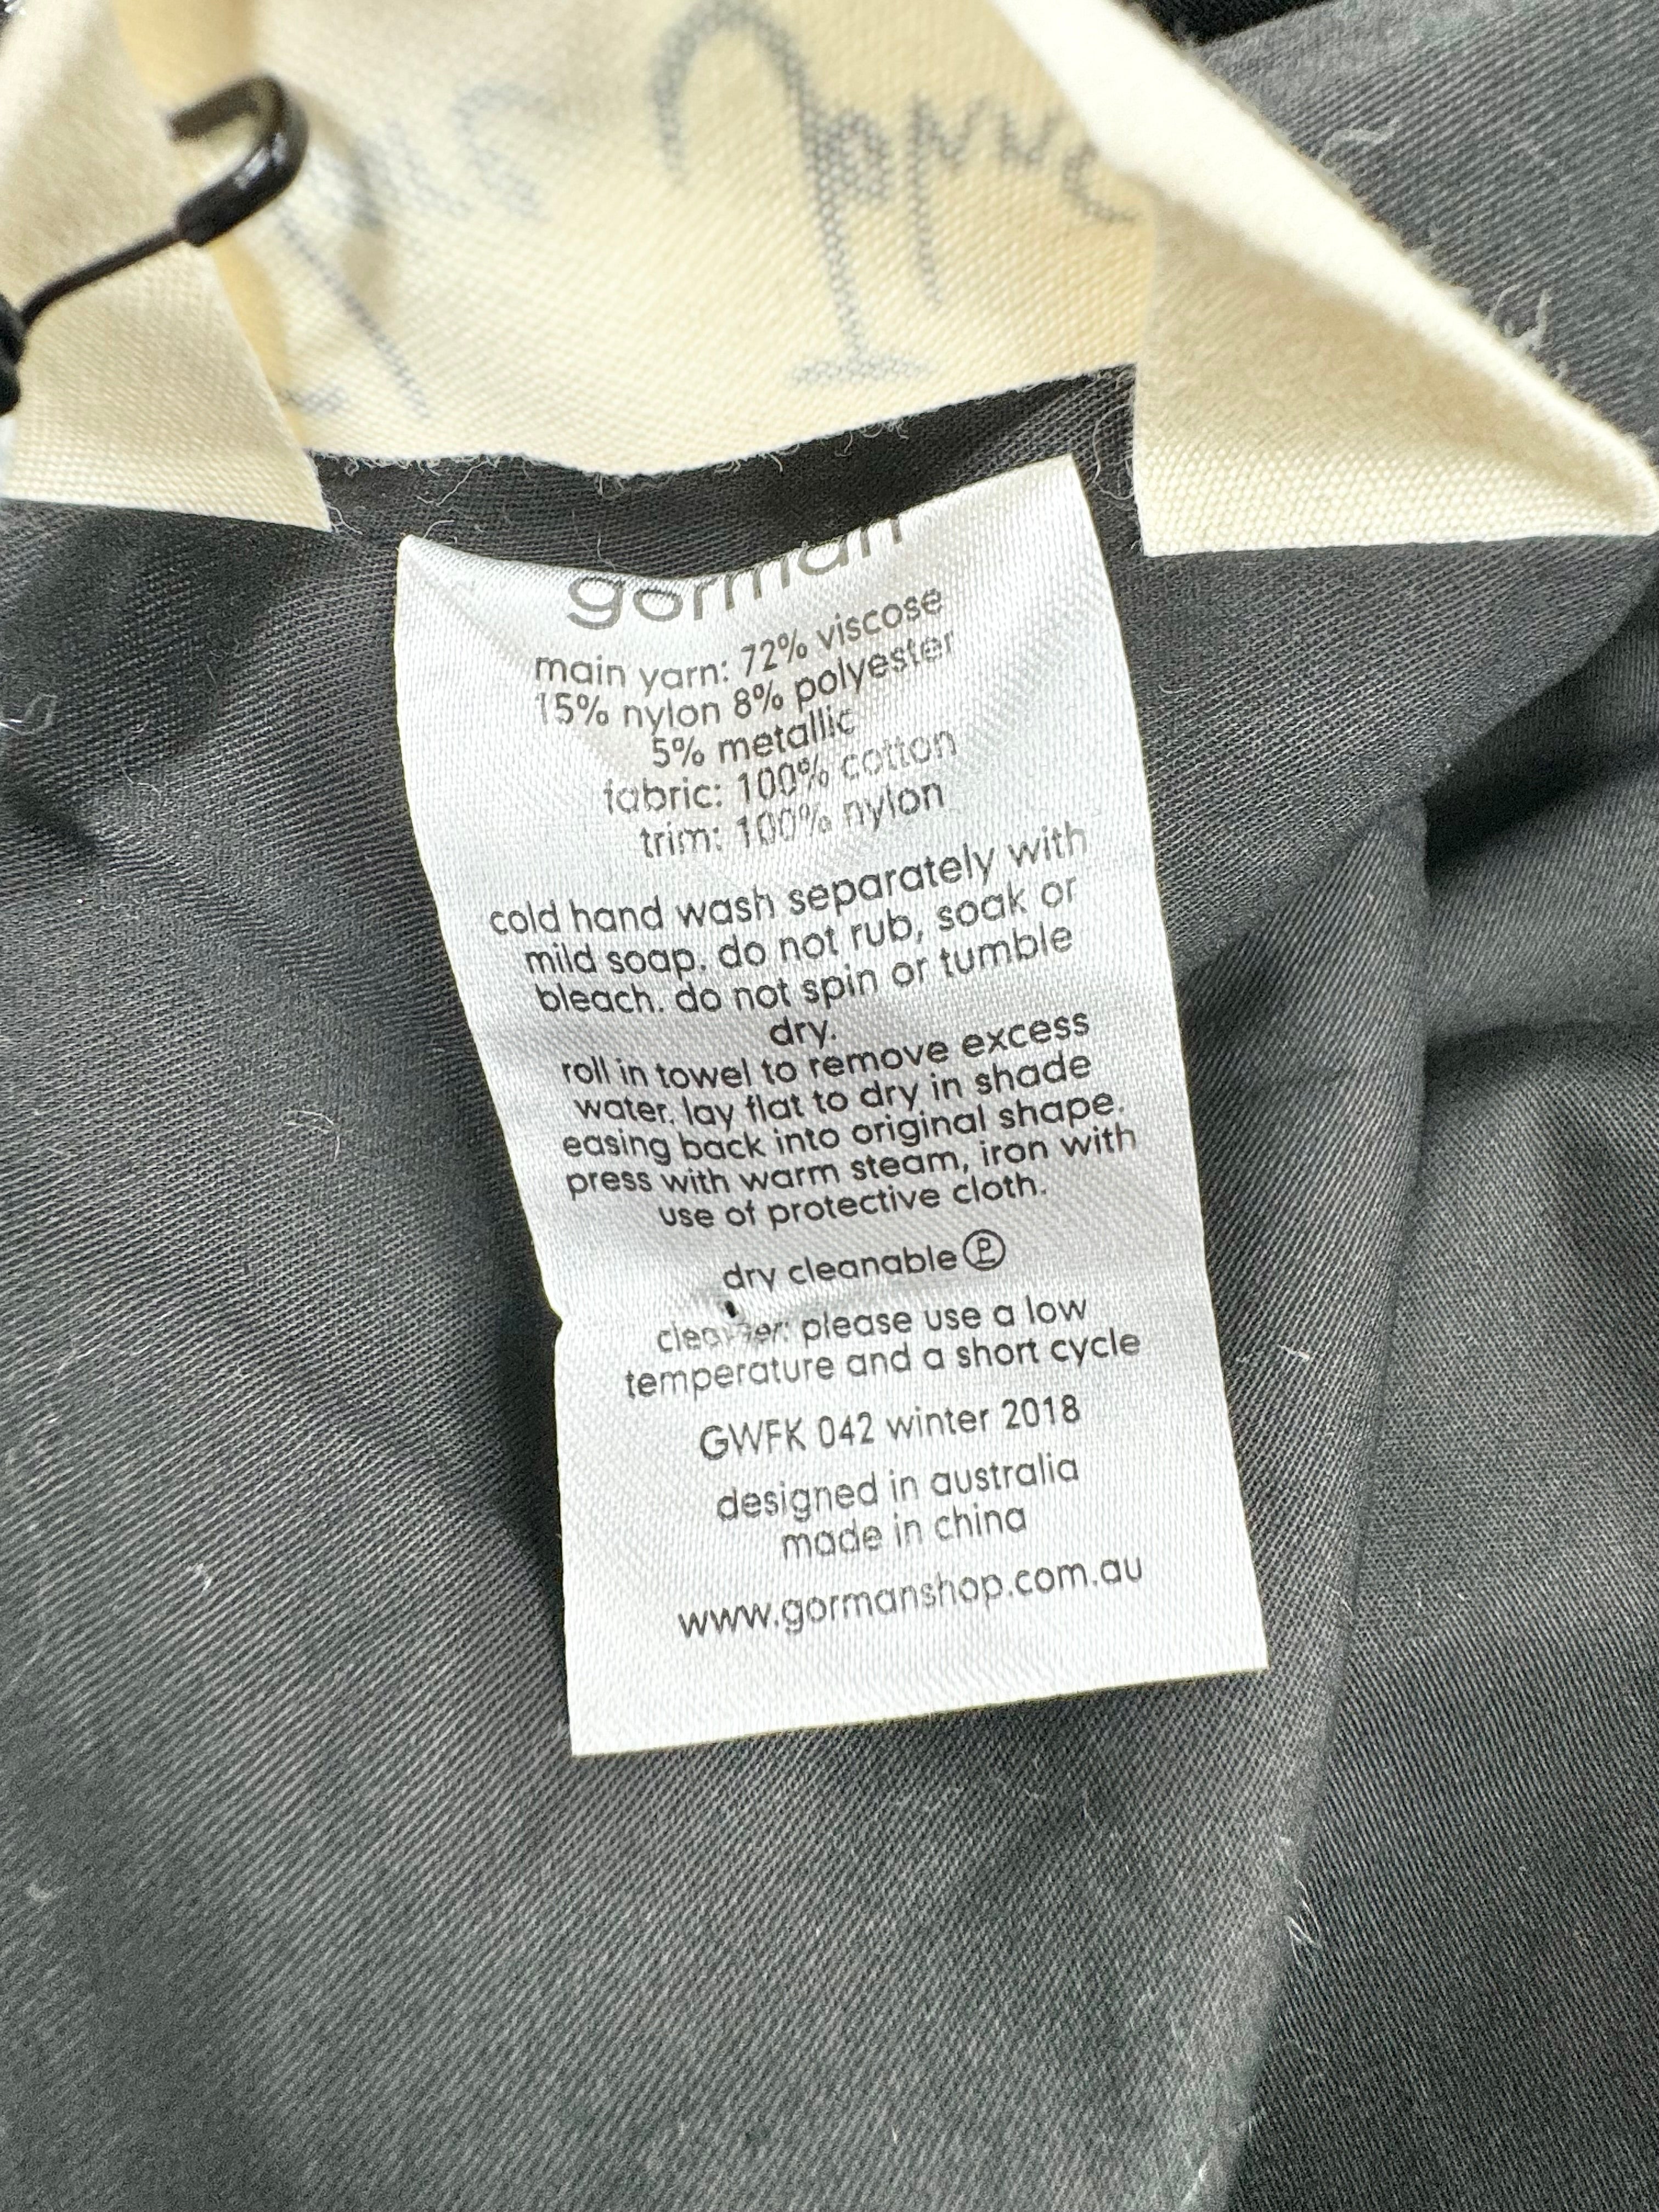 gorman
main yarn: 72% viscose
15% nylon 8% polyester
5% metallic
fabric: 100% cotton
trim: 100% nylon
cold hand wash separately with
mild soap. do not rub, soak or
bleach. do not spin or tumble
dry.
roll in towel to remove excess
water. lay flat to dry in shade
easing back into original shape.
press with warm steam, iron with
use of protective cloth.
dry cleanable Ⓟ
please use a low
temperature and a short cycle
GWFK 042 winter 2018
designed in australia
made in china
www.gormanshop.com.au